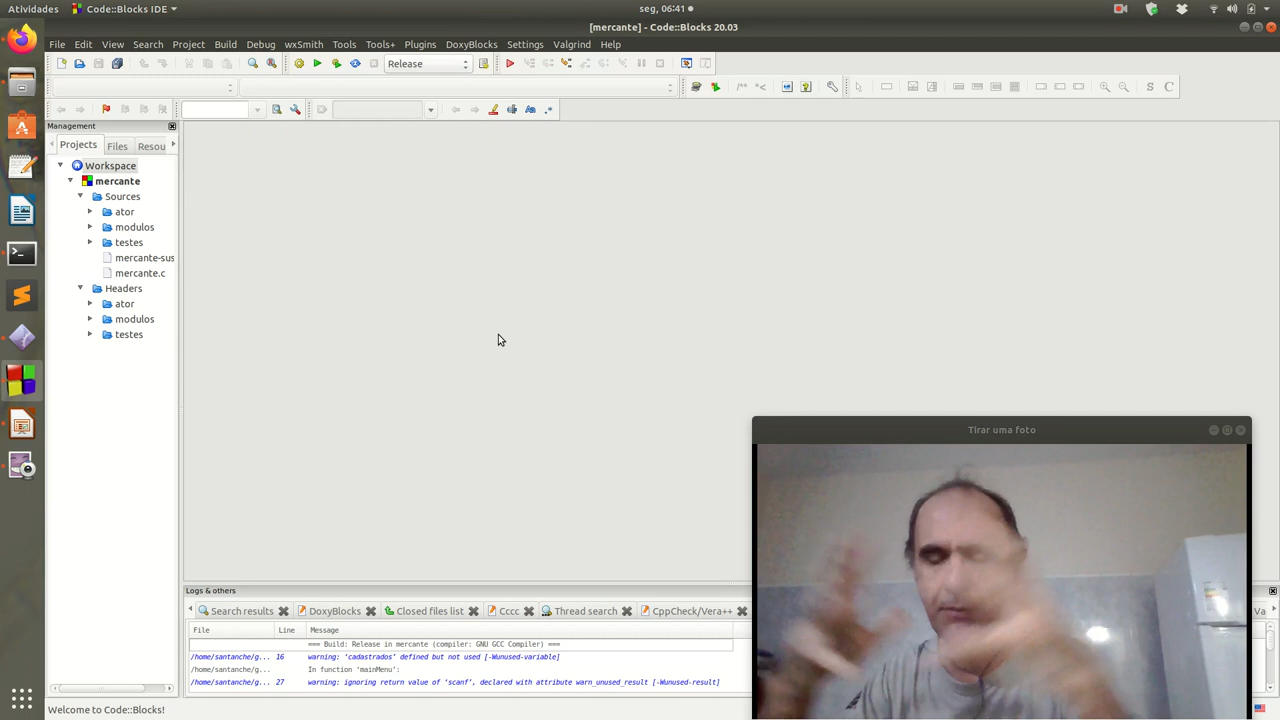 Atividades
Code::Blocks IDE
seg, 06:41
[mercante] - Code::Blocks 20.03
File Edit View Search Project Build Debug wxSmith Tools Tools+ Plugins DoxyBlocks Settings Valgrind Help
Release
/** *<
S C
Management
Projects Files Resou
Workspace
mercante
Sources
ator
modulos
testes
mercante-sus
mercante.c
Headers
ator
modulos
testes
Tirar uma foto
Logs & others
Search results DoxyBlocks Closed files list Cccc Thread search CppCheck/Vera++ Va
File Line Message
=== Build: Release in mercante (compiler: GNU GCC Compiler) ===
/home/santanche/g... 16 warning: ‘cadastrados’ defined but not used [-Wunused-variable]
/home/santanche/g... In function ‘mainMenu’:
/home/santanche/g... 27 warning: ignoring return value of ‘scanf’, declared with attribute warn_unused_result [-Wunused-result]
Welcome to Code::Blocks!